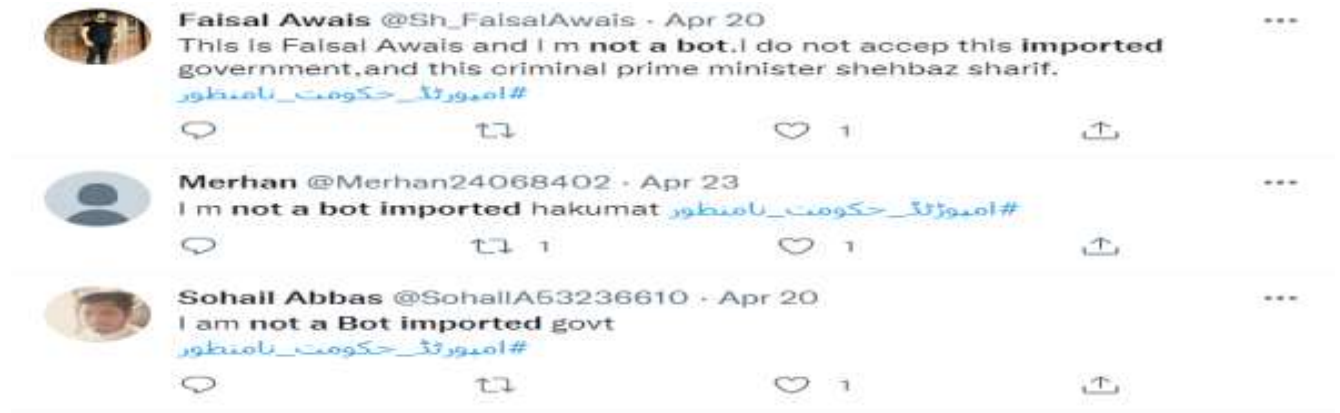 Faisal Awais @Sh_FaisalAwais · Apr 20
This is Faisal Awais and I m not a bot.I do not accep this imported
government,and this criminal prime minister shehbaz sharif.
#امپورٹڈ_حکومت_نامنظور
1
Merhan @Merhan24068402 · Apr 23
I m not a bot imported hakumat #امپورٹڈ_حکومت_نامنظور
1 1
Sohail Abbas @SohailA53236610 · Apr 20
I am not a Bot imported govt
#امپورٹڈ_حکومت_نامنظور
1